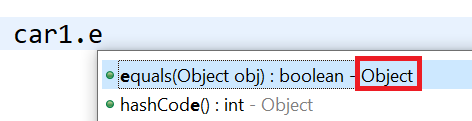 car1.e
equals(Object obj) : boolean - Object
hashCode() : int - Object